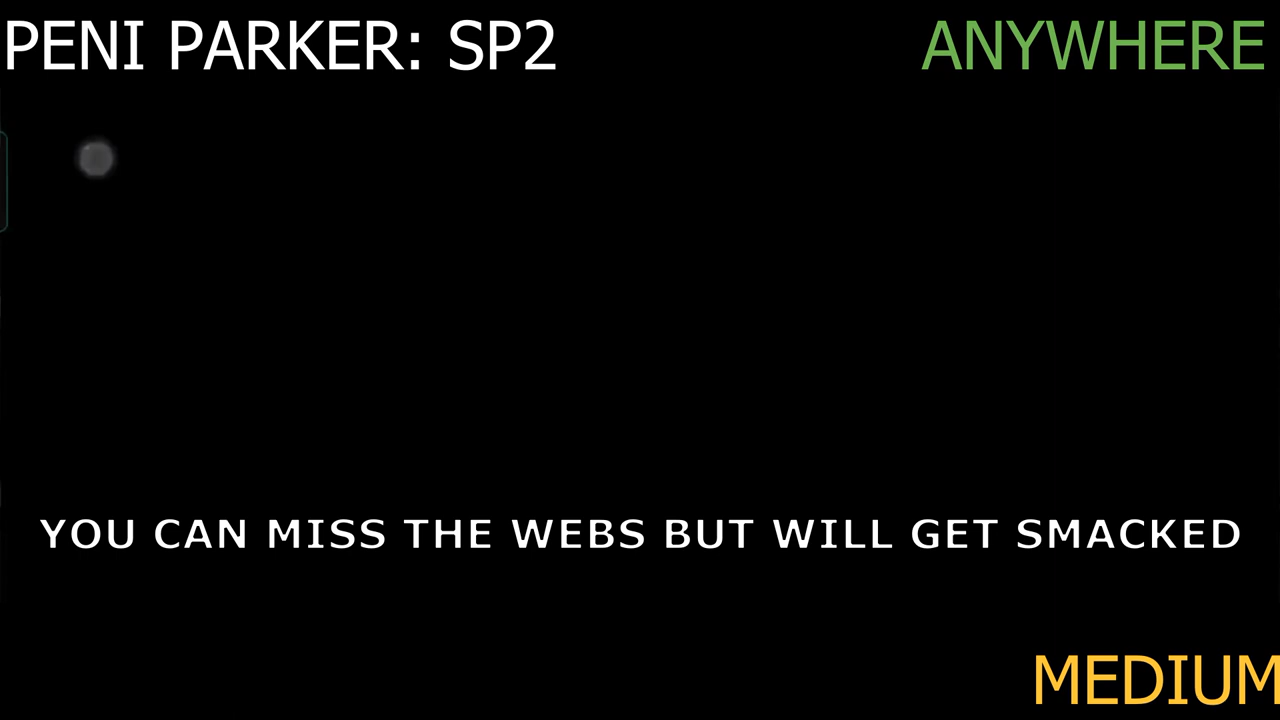 PENI PARKER: SP2
ANYWHERE
YOU CAN MISS THE WEBS BUT WILL GET SMACKED
MEDIUM